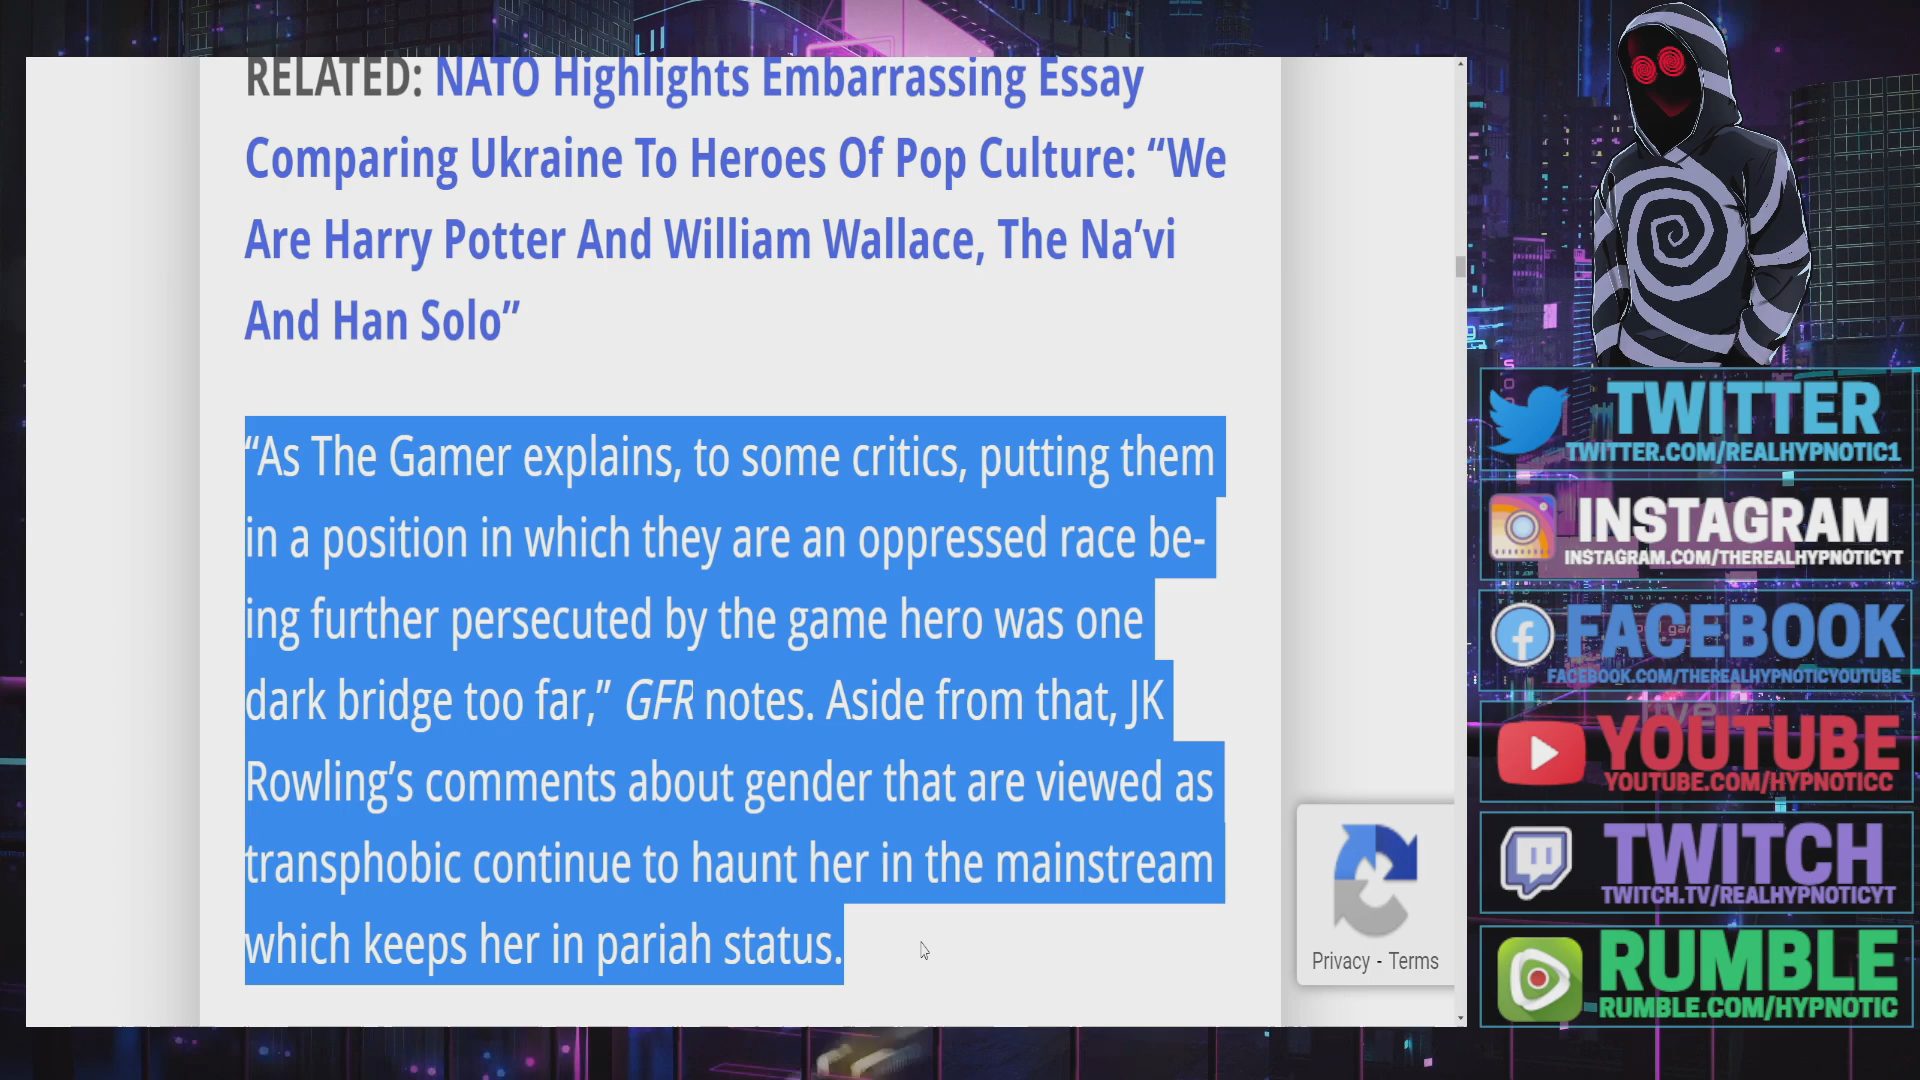 RELATED: NATO Highlights Embarrassing Essay
Comparing Ukraine To Heroes Of Pop Culture: “We
Are Harry Potter And William Wallace, The Na’vi
And Han Solo”
“As The Gamer explains, to some critics, putting them
in a position in which they are an oppressed race be-
ing further persecuted by the game hero was one
dark bridge too far,” GFR notes. Aside from that, JK
Rowling’s comments about gender that are viewed as
transphobic continue to haunt her in the mainstream
which keeps her in pariah status.
Privacy - Terms
TWITTER
TWITTER.COM/REALHYPNOTIC1
INSTAGRAM
INSTAGRAM.COM/THEREALHYPNOTICYT
FACEBOOK
FACEBOOK.COM/THEREALHYPNOTICYOUTUBE
YOUTUBE
YOUTUBE.COM/HYPNOTICC
TWITCH
TWITCH.TV/REALHYPNOTICYT
RUMBLE
RUMBLE.COM/HYPNOTIC